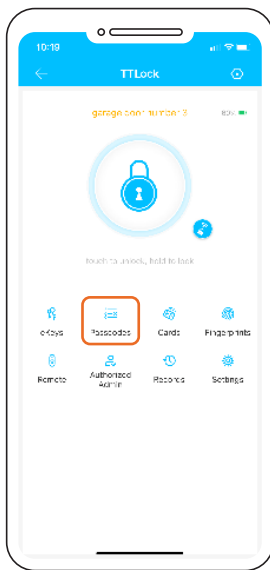 10:19
TTLock
garage door number 3
touch to unlock, hold to lock
eKeys Passcodes Cards Fingerprints
Remote Authorized Admin Records Settings